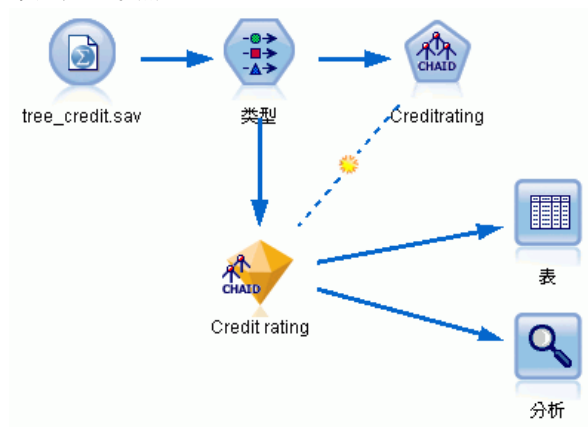 CHAID
tree_credit.sav
类型
Creditrating
CHAID
Credit rating
表
分析